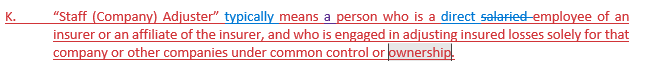 K. “Staff (Company) Adjuster” typically means a person who is a direct salaried employee of an
insurer or an affiliate of the insurer, and who is engaged in adjusting insured losses solely for that
company or other companies under common control or ownership.